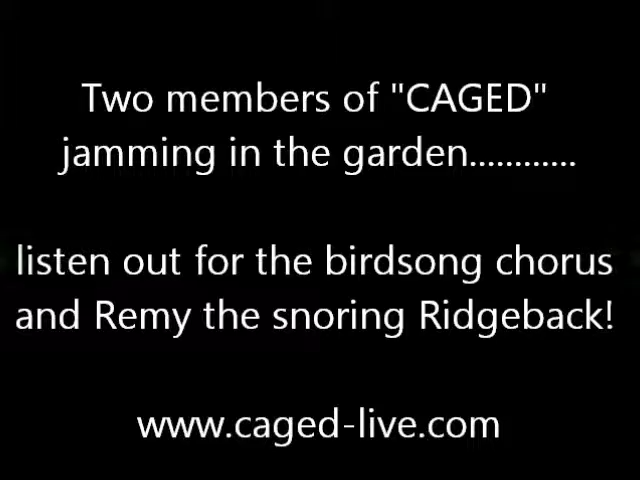 Two members of "CAGED"
jamming in the garden............
listen out for the birdsong chorus
and Remy the snoring Ridgeback!
www.caged-live.com